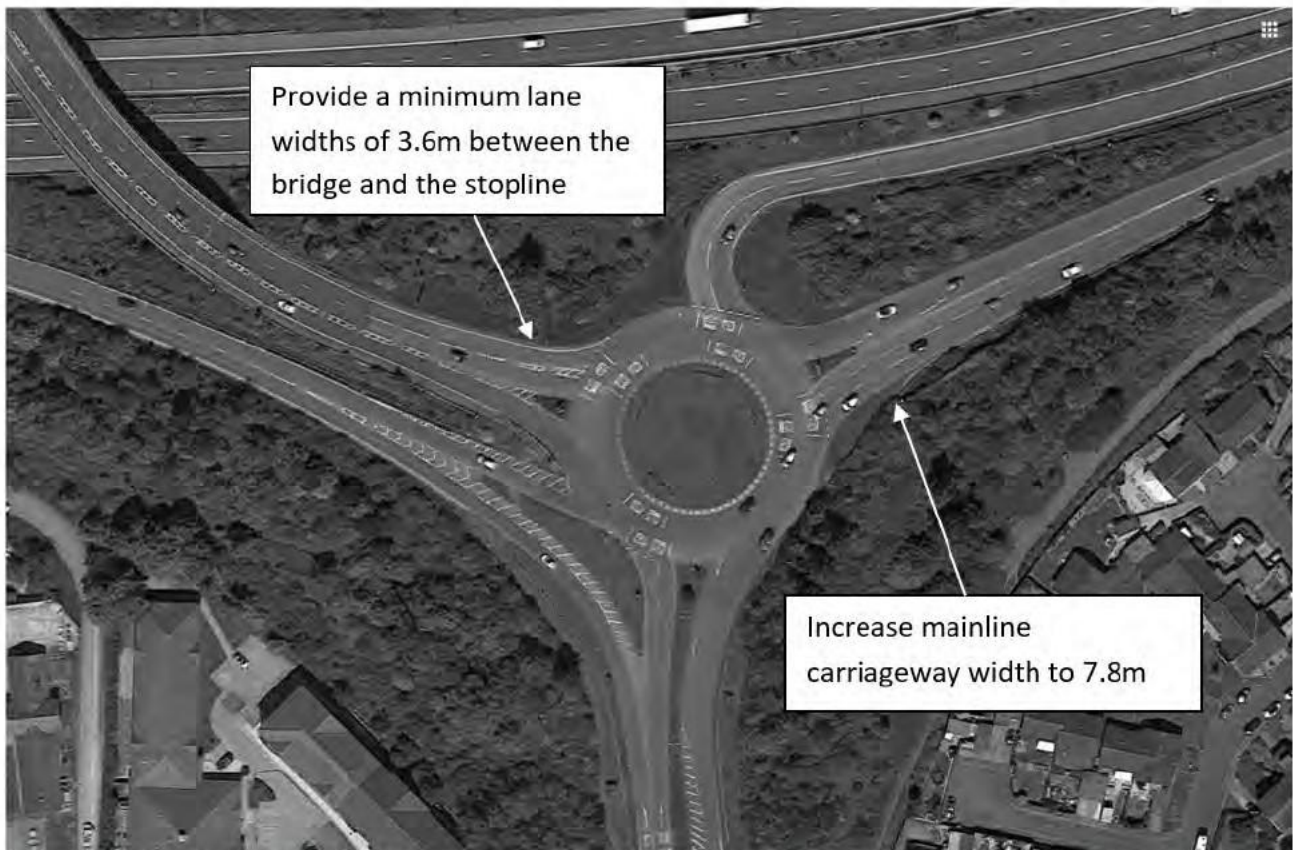 Provide a minimum lane
widths of 3.6m between the
bridge and the stopline
Increase mainline
carriageway width to 7.8m